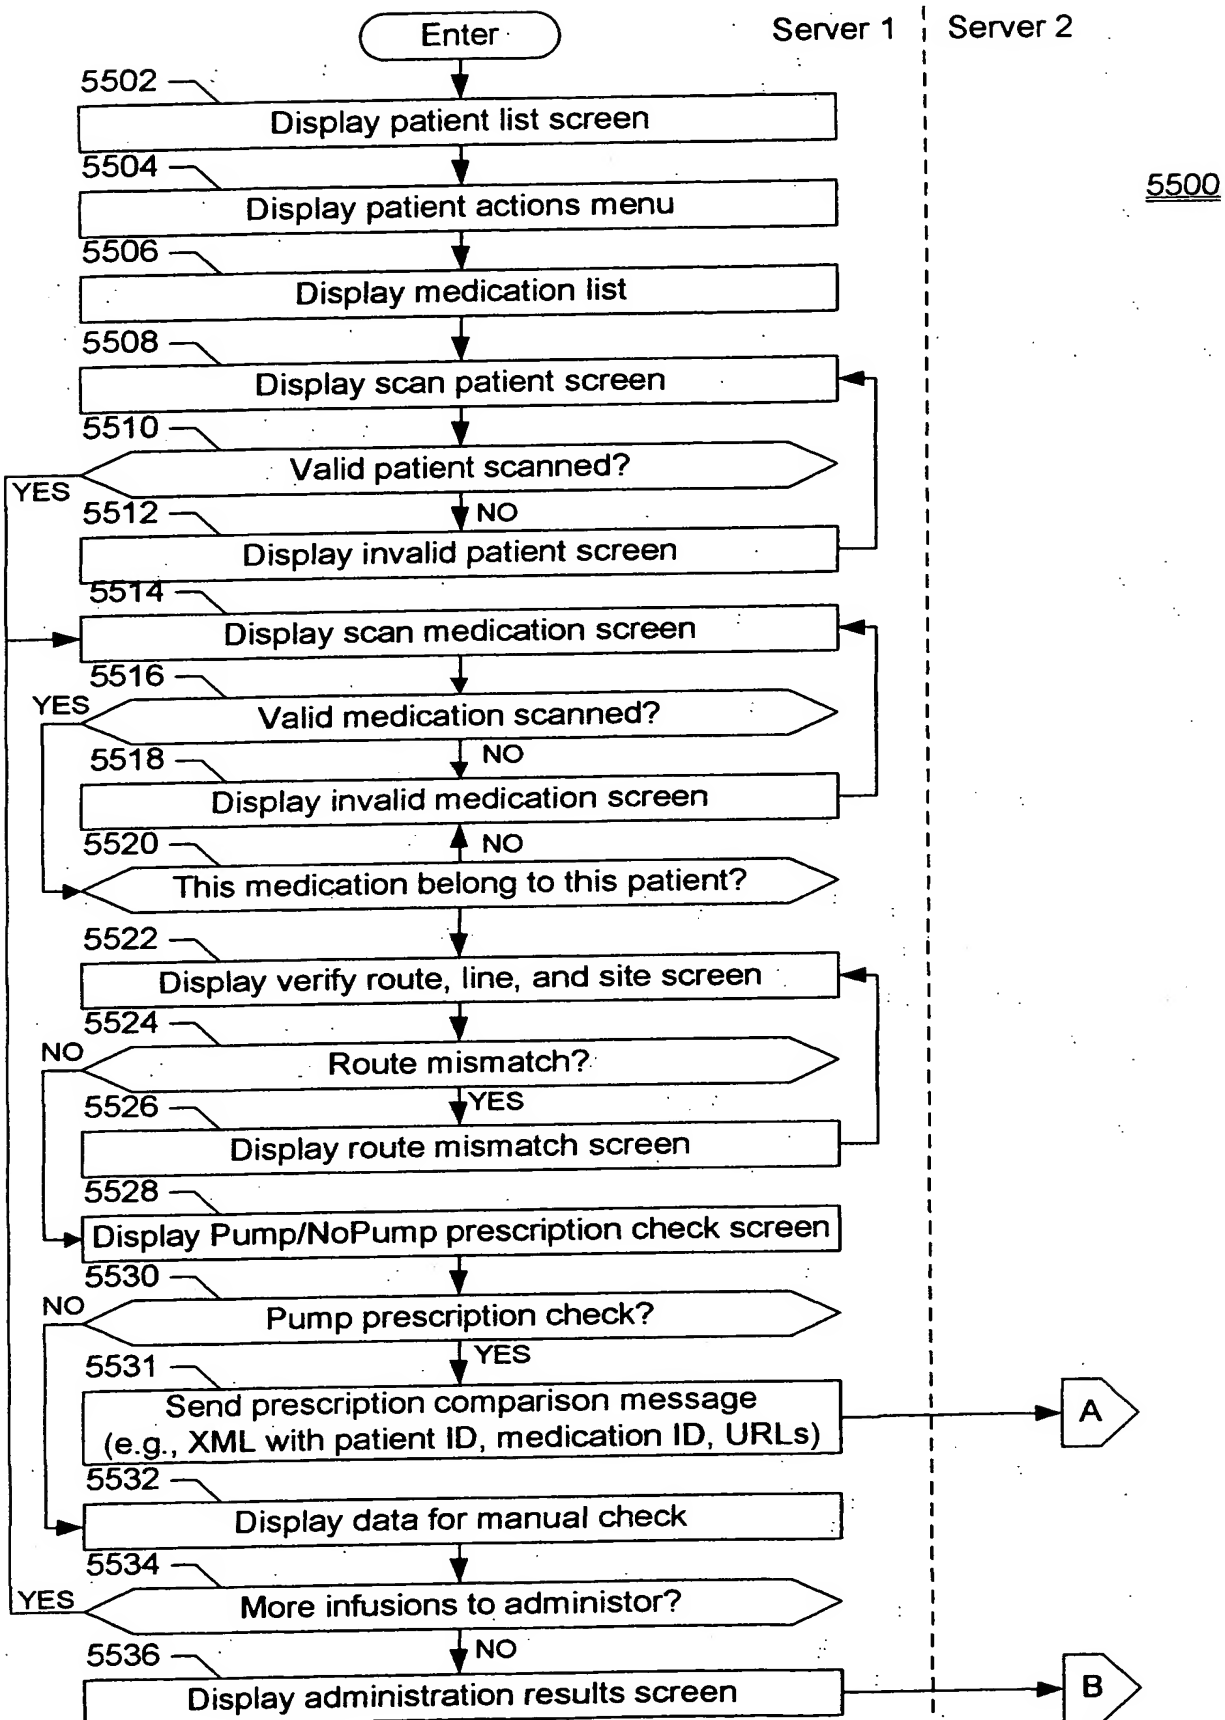 Enter
Server 1
Server 2
5500
5502
Display patient list screen
5504
Display patient actions menu
5506
Display medication list
5508
Display scan patient screen
5510
Valid patient scanned?
YES
NO
5512
Display invalid patient screen
5514
Display scan medication screen
5516
Valid medication scanned?
YES
NO
5518
Display invalid medication screen
5520
NO
This medication belong to this patient?
5522
Display verify route, line, and site screen
5524
Route mismatch?
NO
YES
5526
Display route mismatch screen
5528
Display Pump/NoPump prescription check screen
5530
Pump prescription check?
NO
YES
5531
Send prescription comparison message
(e.g., XML with patient ID, medication ID, URLs)
A
5532
Display data for manual check
5534
More infusions to administor?
YES
NO
5536
Display administration results screen
B